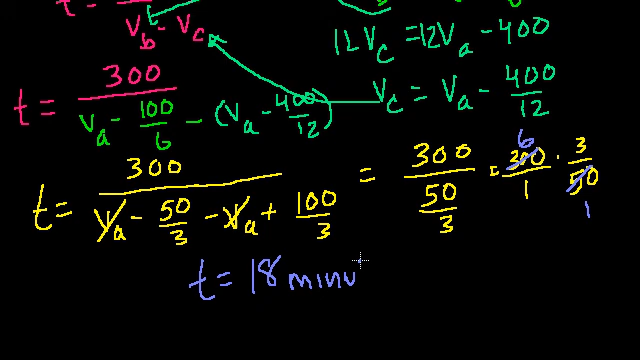 t = ——— / (V_b - V_c)
12V_c = 12V_a - 400
V_c = V_a - 400/12
t = 300 / (V_a - 100/6 - (V_a - 400/12))
t = 300 / (V_a - 50/3 - V_a + 100/3) = 300 / (50/3) = 300/1 · 3/50
6
1
t = 18 minu